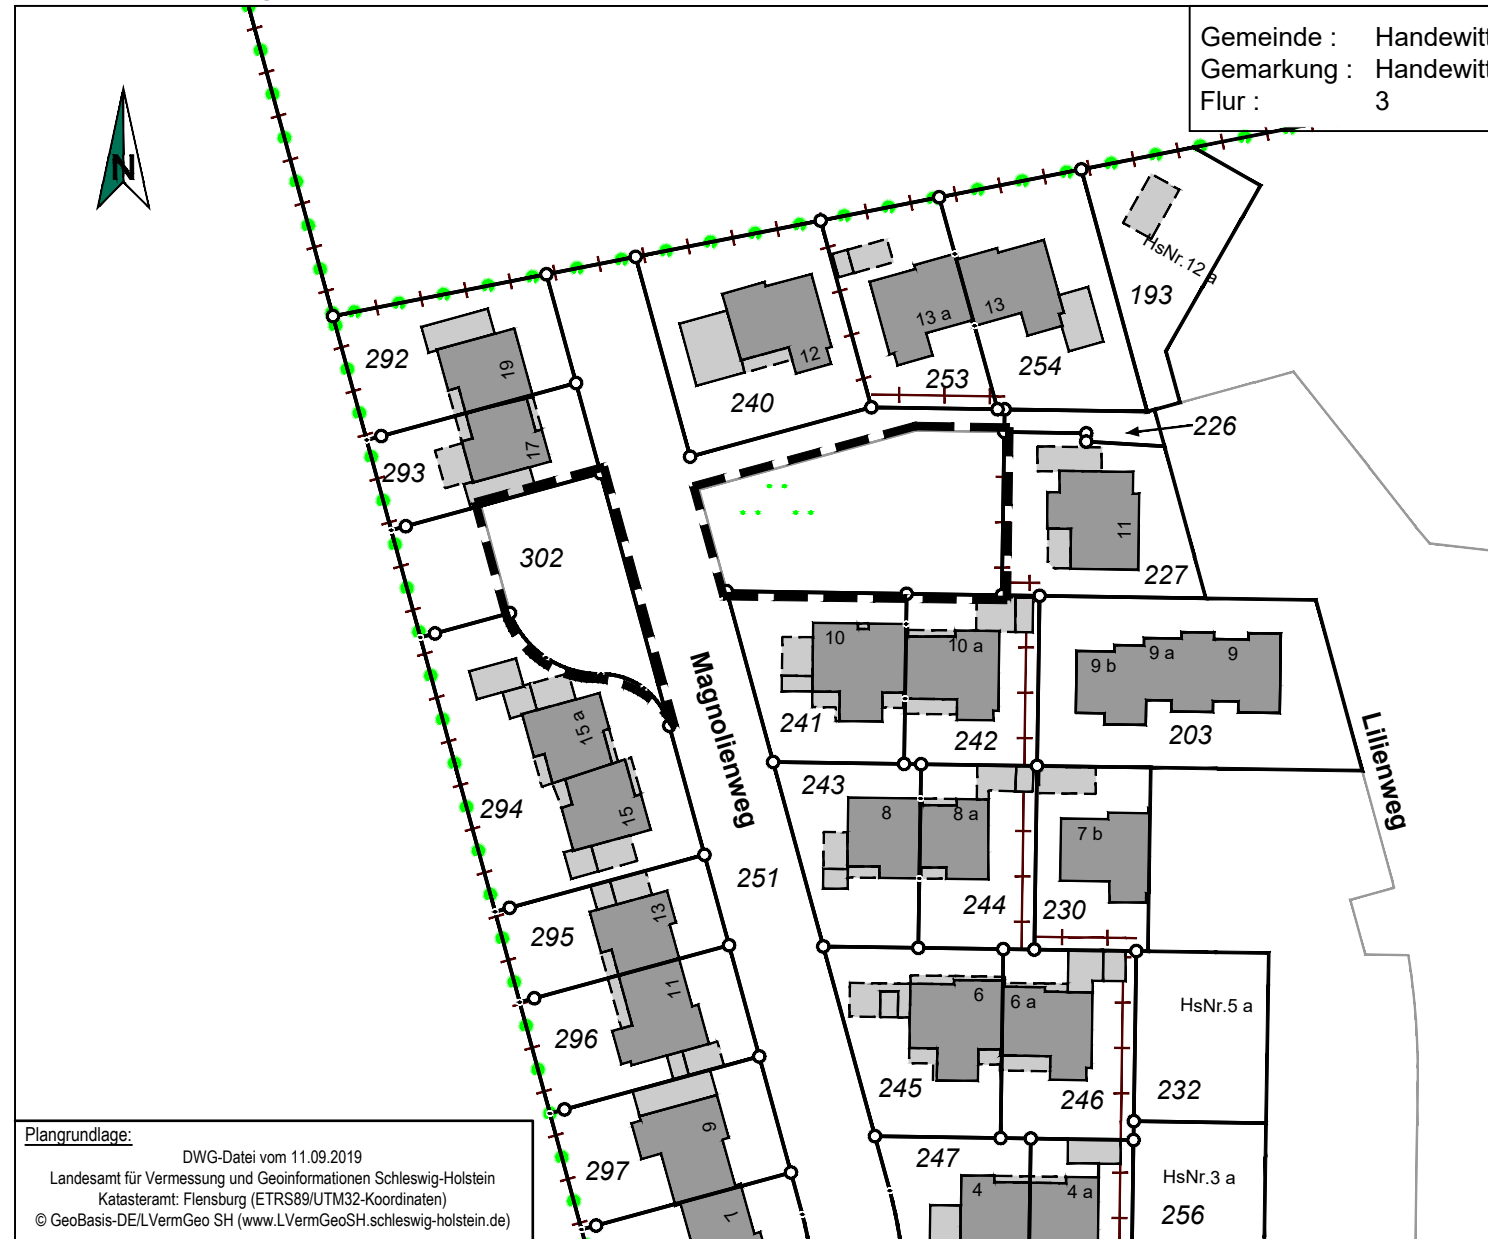 Gemeinde : Handewitt
Gemarkung : Handewitt
Flur : 3
N
HsNr.12 a
193
292
19
12
13 a
13
240
253
254
226
293
17
302
11
227
10
10 a
9 b
9 a
9
241
242
203
Magnolienweg
Lilienweg
15 a
15
294
243
8
8 a
7 b
251
244
230
295
13
11
296
6
6 a
HsNr.5 a
245
246
232
9
297
7
247
4
4 a
HsNr.3 a
256
Plangrundlage:
DWG-Datei vom 11.09.2019
Landesamt für Vermessung und Geoinformationen Schleswig-Holstein
Katasteramt: Flensburg (ETRS89/UTM32-Koordinaten)
© GeoBasis-DE/LVermGeo SH (www.LVermGeoSH.schleswig-holstein.de)